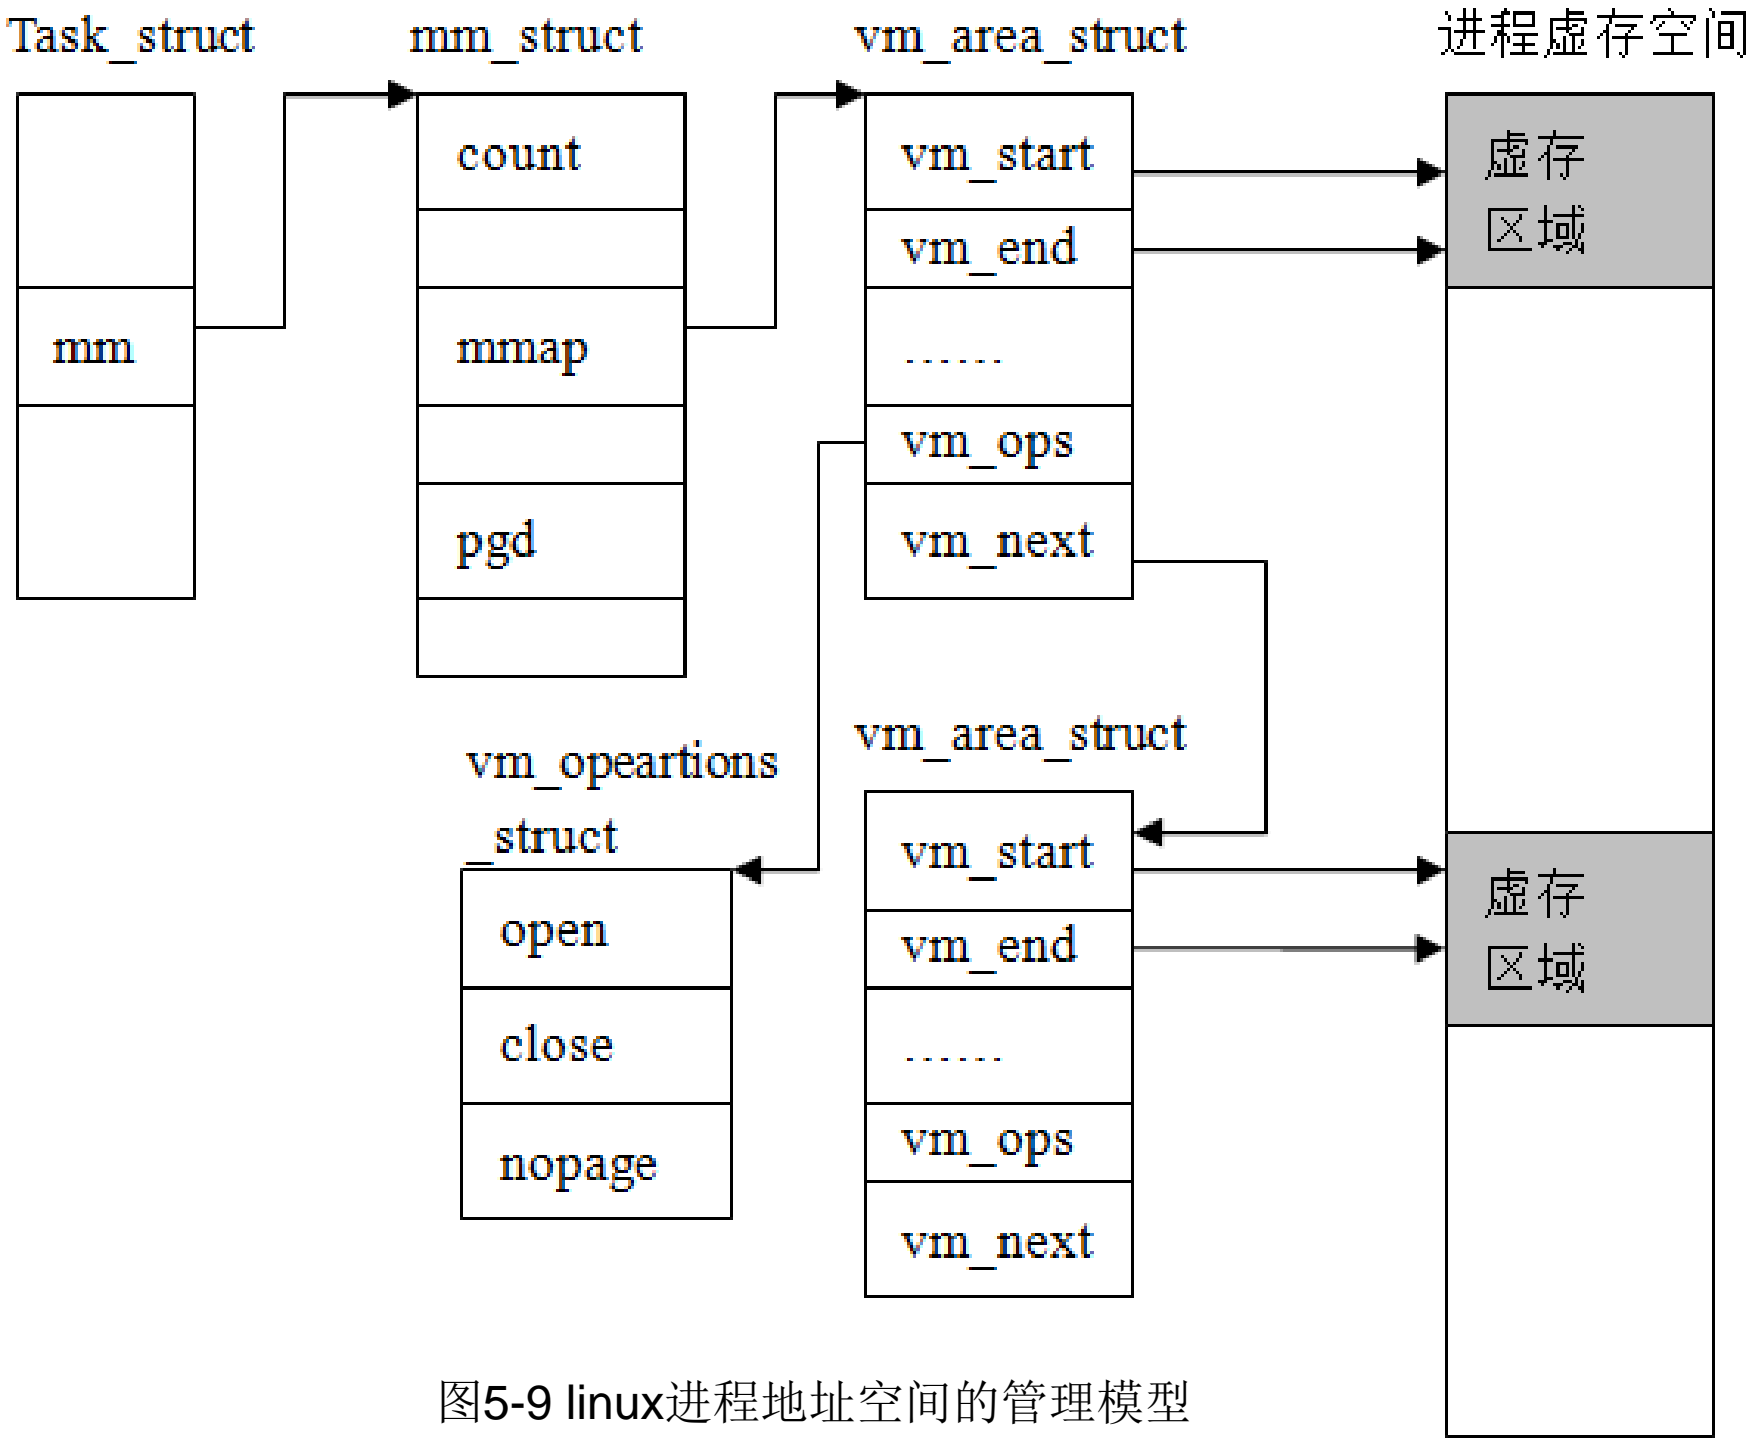 Task_struct
mm
mm_struct
count
mmap
pgd
vm_area_struct
vm_start
vm_end
......
vm_ops
vm_next
进程虚存空间
虚存
区域
vm_opeartions
_struct
open
close
nopage
vm_area_struct
vm_start
vm_end
......
vm_ops
vm_next
虚存
区域
图5-9 linux进程地址空间的管理模型